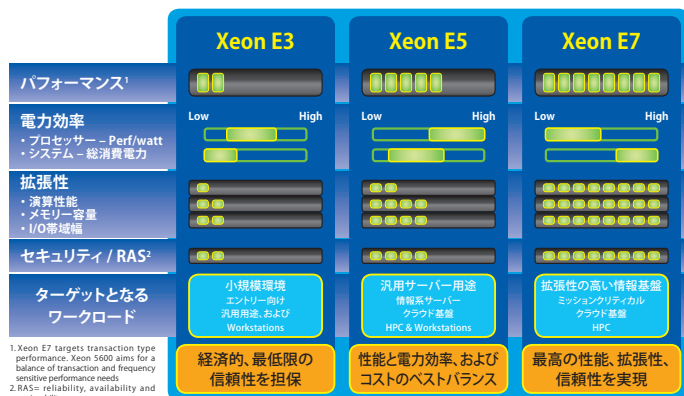 Xeon E3
Xeon E5
Xeon E7
パフォーマンス1
電力効率
・プロセッサー – Perf/watt
・システム – 総消費電力
Low High
Low High
Low High
拡張性
・演算性能
・メモリー容量
・I/O帯域幅
セキュリティ / RAS2
ターゲットとなる
ワークロード
小規模環境
エントリー向け
汎用用途、および
Workstations
汎用サーバー用途
情報系サーバー
クラウド基盤
HPC & Workstations
拡張性の高い情報基盤
ミッションクリティカル
クラウド基盤
HPC
経済的、最低限の
信頼性を担保
性能と電力効率、および
コストのベストバランス
最高の性能、拡張性、
信頼性を実現
1. Xeon E7 targets transaction type
performance. Xeon 5600 aims for a
balance of transaction and frequency
sensitive performance needs
2. RAS= reliability, availability and